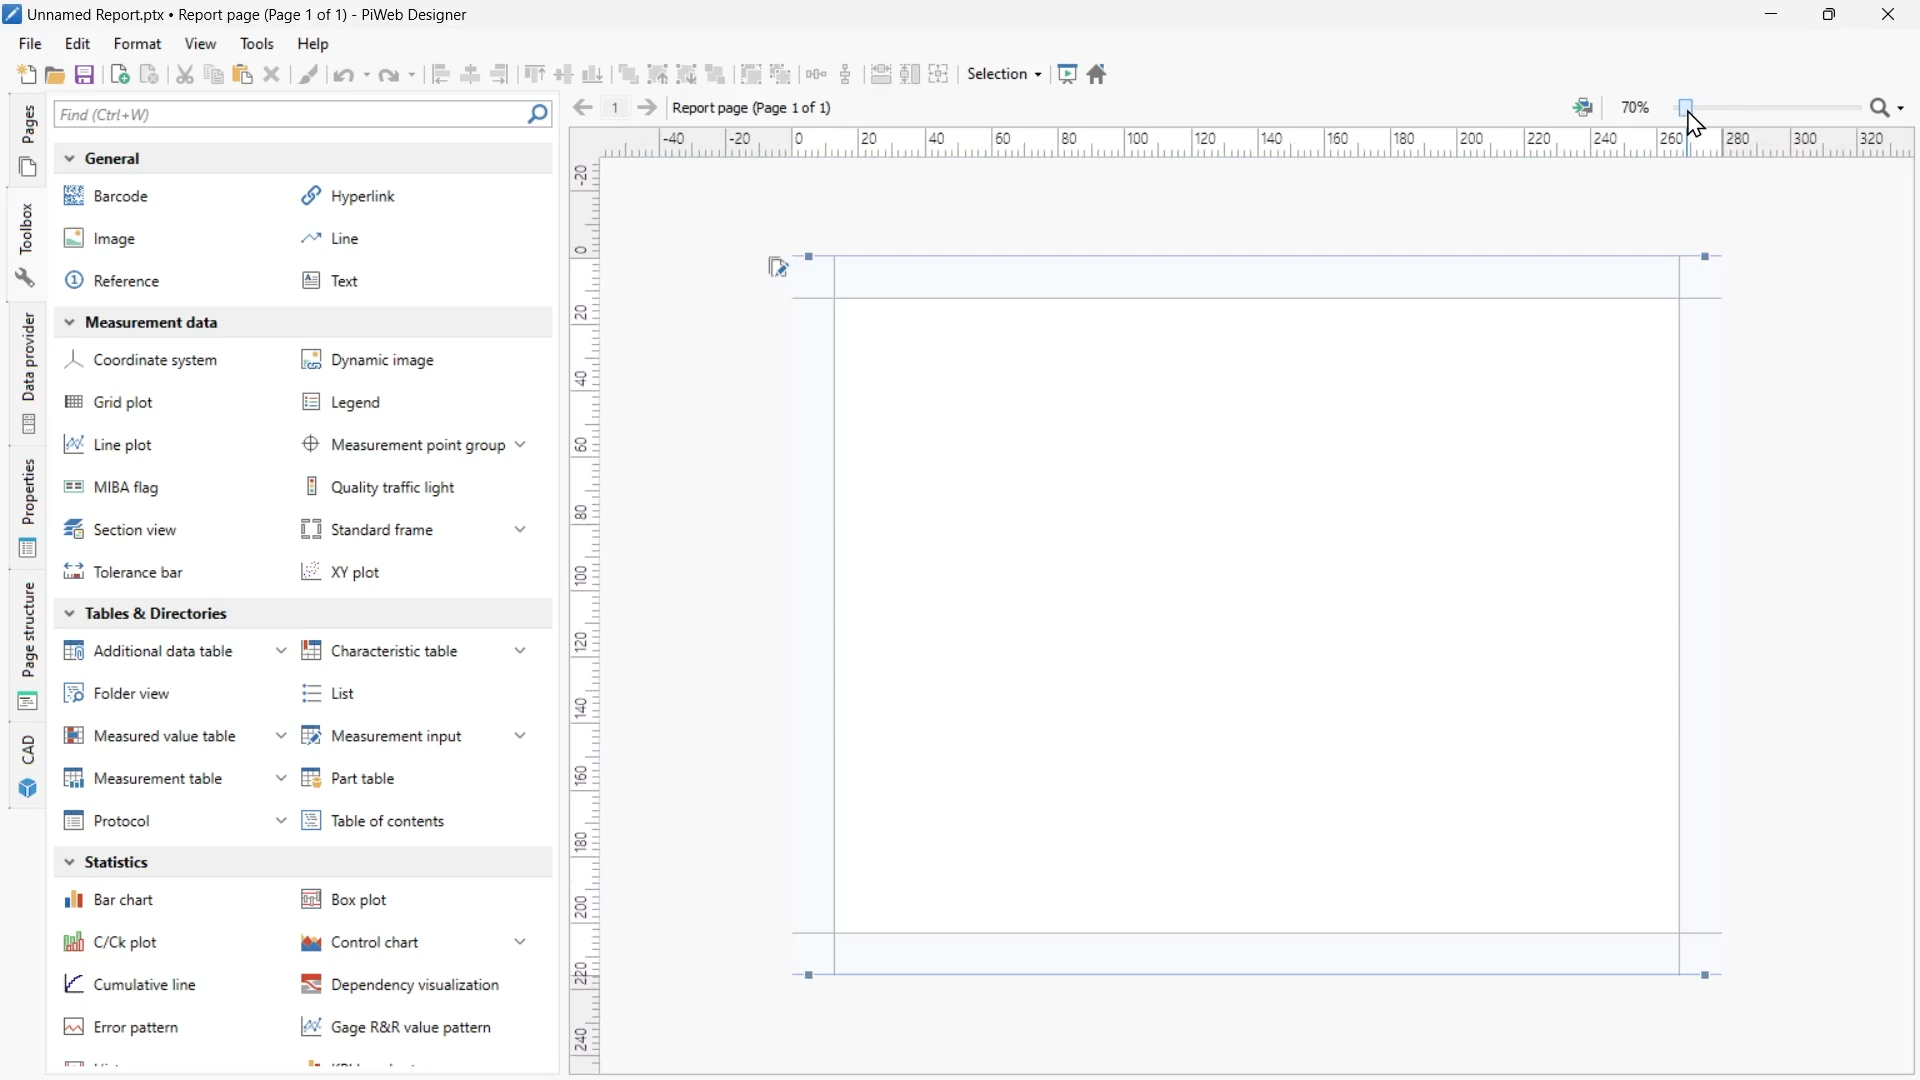 Unnamed Report.ptx • Report page (Page 1 of 1) - PiWeb Designer
File Edit Format View Tools Help
Selection
Pages
Toolbox
Data provider
Properties
Page structure
CAD
Find (Ctrl+W)
General
Barcode Hyperlink
Image Line
Reference Text
Measurement data
Coordinate system Dynamic image
Grid plot Legend
Line plot Measurement point group
MIBA flag Quality traffic light
Section view Standard frame
Tolerance bar XY plot
Tables & Directories
Additional data table Characteristic table
Folder view List
Measured value table Measurement input
Measurement table Part table
Protocol Table of contents
Statistics
Bar chart Box plot
C/Ck plot Control chart
Cumulative line Dependency visualization
Error pattern Gage R&R value pattern
1 Report page (Page 1 of 1) 70%
-40 -20 0 20 40 60 80 100 120 140 160 180 200 220 240 260 280 300 320
-20
0
20
40
60
80
100
120
140
160
180
200
220
240